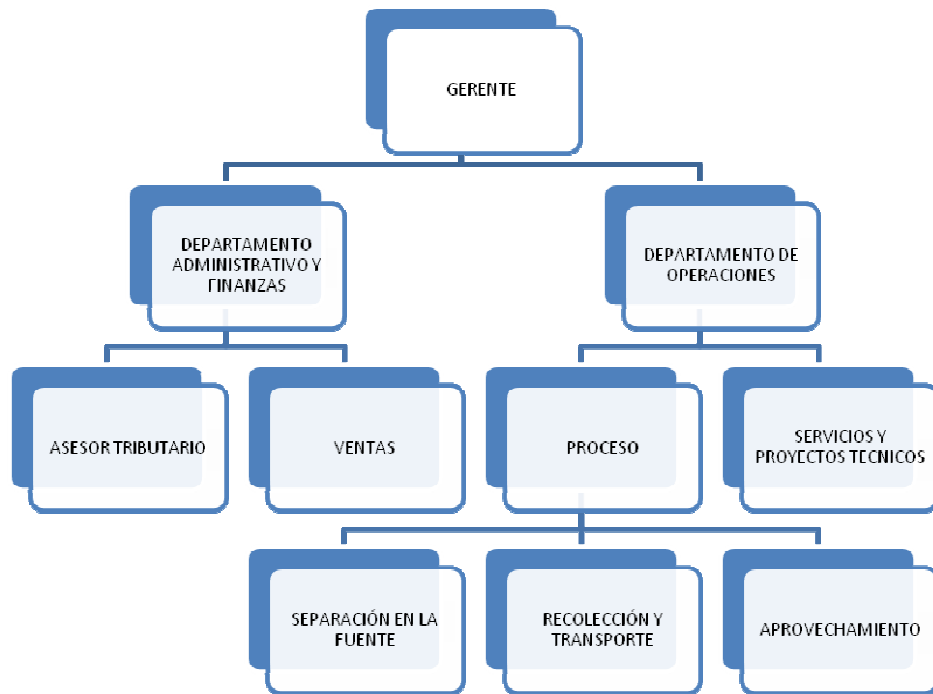 GERENTE
DEPARTAMENTO
ADMINISTRATIVO Y
FINANZAS
DEPARTAMENTO DE
OPERACIONES
ASESOR TRIBUTARIO
VENTAS
PROCESO
SERVICIOS Y
PROYECTOS TECNICOS
SEPARACIÓN EN LA
FUENTE
RECOLECCIÓN Y
TRANSPORTE
APROVECHAMIENTO